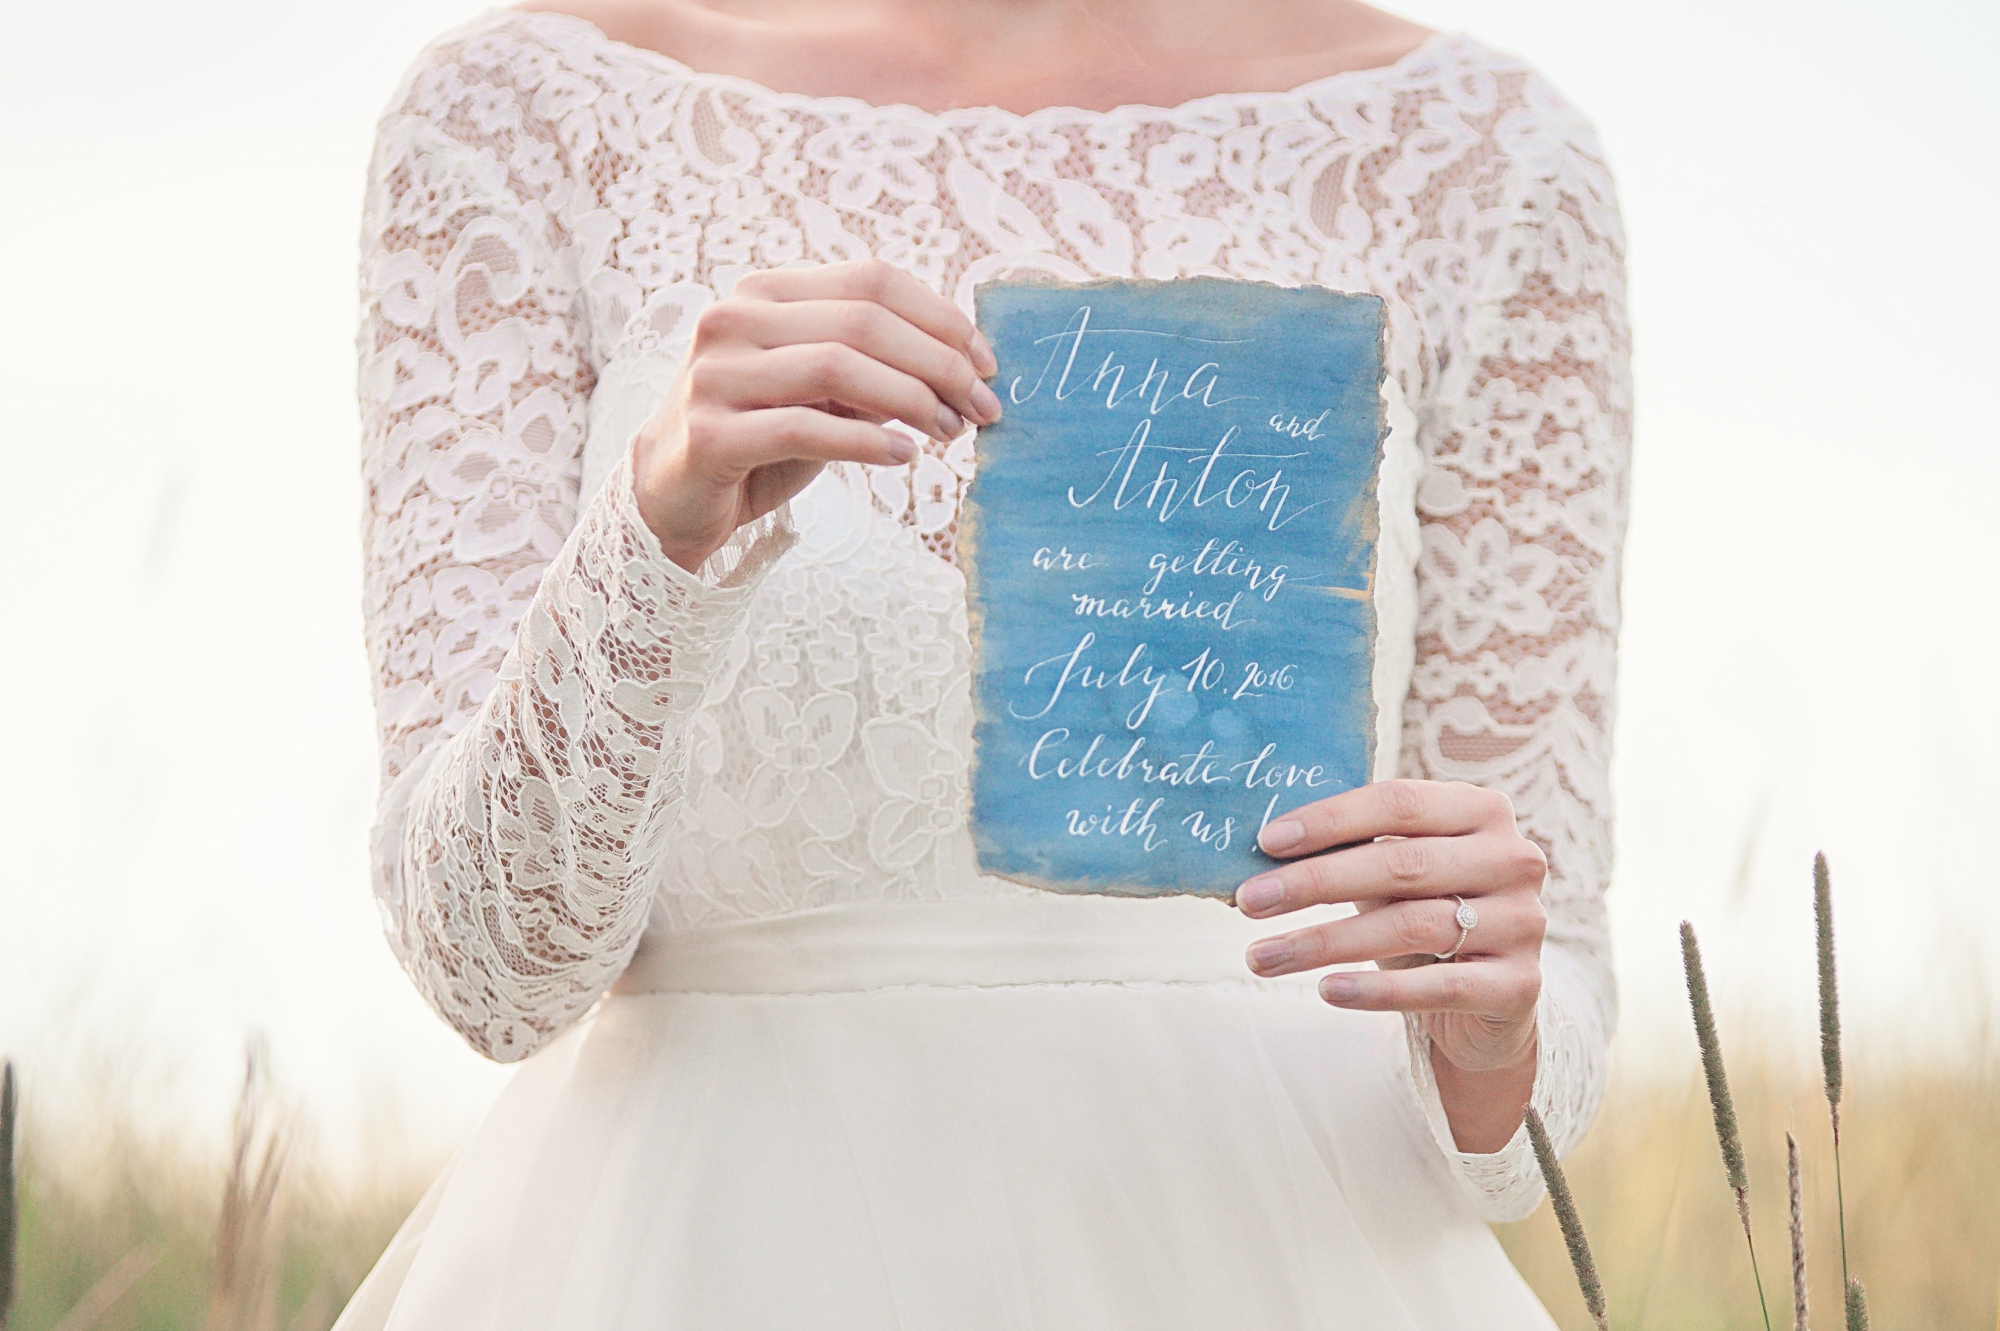 Anna
and
Anton
are getting
married
July 10, 2016
Celebrate love
with us !